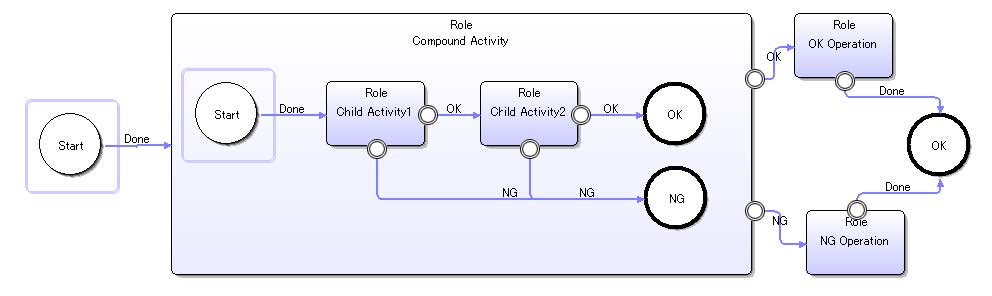 Start
Done
Role
Compound Activity
Start
Done
Role
Child Activity1
OK
Role
Child Activity2
OK
OK
NG
NG
NG
OK
Role
OK Operation
Done
OK
NG
Role
NG Operation
Done